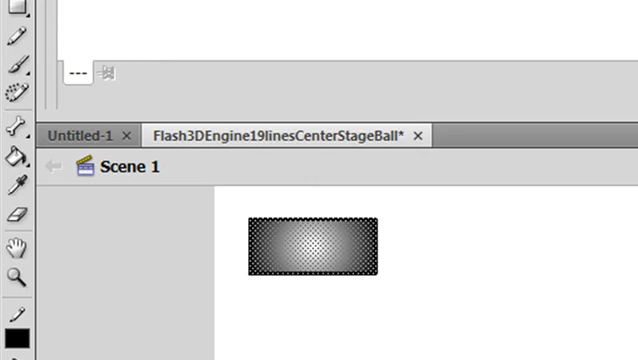 ---
Untitled-1 × Flash3DEngine19linesCenterStageBall* ×
Scene 1